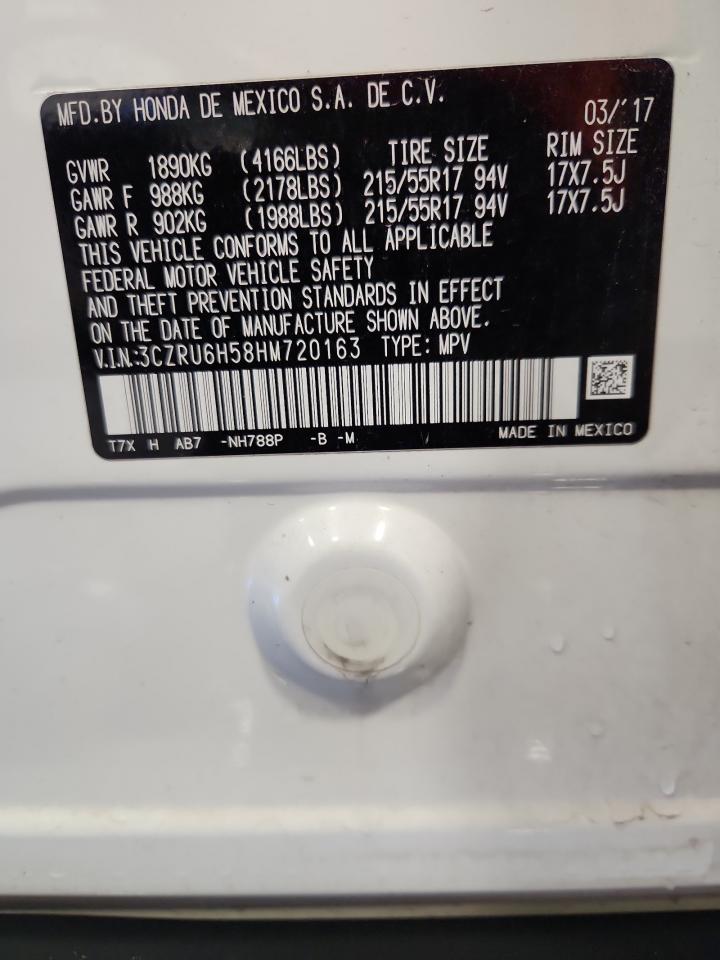 MFD.BY HONDA DE MEXICO S.A. DE C.V.
03/'17
GVWR 1890KG (4166LBS) TIRE SIZE RIM SIZE
GAWR F 988KG (2178LBS) 215/55R17 94V 17X7.5J
GAWR R 902KG (1988LBS) 215/55R17 94V 17X7.5J
THIS VEHICLE CONFORMS TO ALL APPLICABLE
FEDERAL MOTOR VEHICLE SAFETY
AND THEFT PREVENTION STANDARDS IN EFFECT
ON THE DATE OF MANUFACTURE SHOWN ABOVE.
V.I.N.:3CZRU6H58HM720163 TYPE: MPV
T7X H AB7 -NH788P -B -M V MADE IN MEXICO